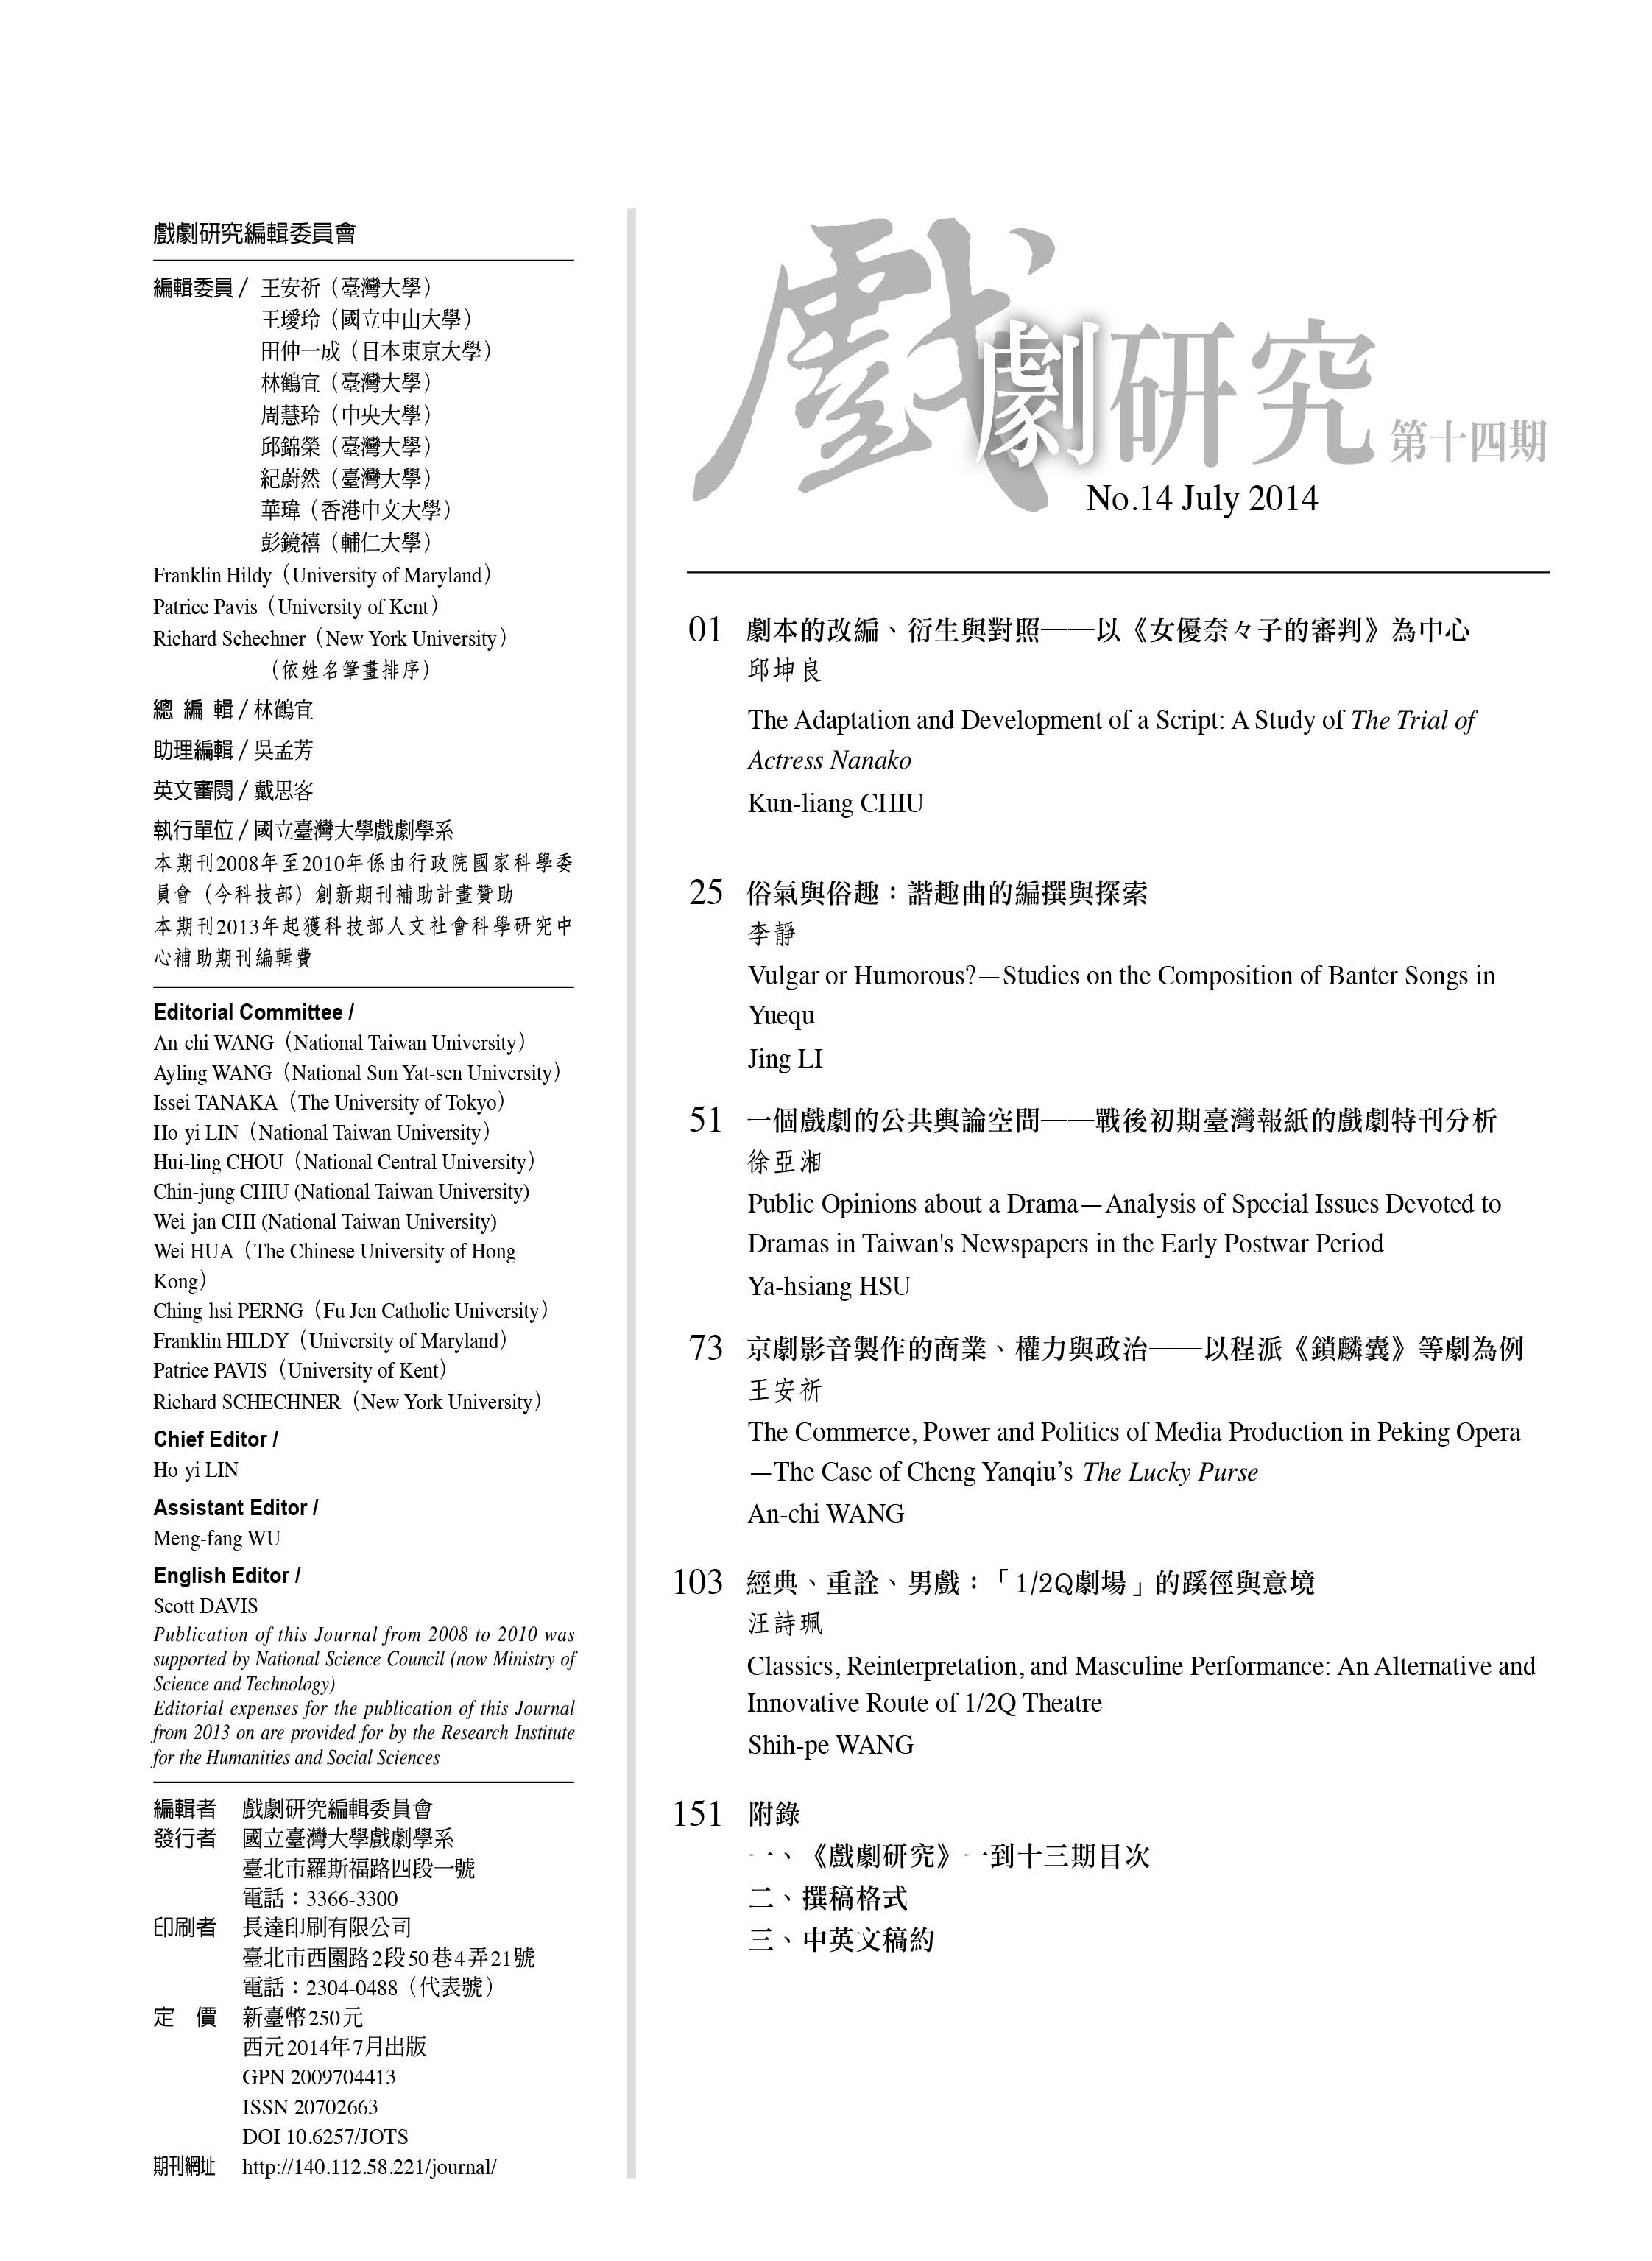 戲劇研究編輯委員會
編輯委員/ 王安祈（臺灣大學）
王璦玲（國立中山大學）
田仲一成（日本東京大學）
林鶴宜（臺灣大學）
周慧玲（中央大學）
邱錦榮（臺灣大學）
紀蔚然（臺灣大學）
華瑋（香港中文大學）
彭鏡禧（輔仁大學）
Franklin Hildy（University of Maryland）
Patrice Pavis（University of Kent）
Richard Schechner（New York University）
（依姓名筆畫排序）
總 編 輯/林鶴宜
助理編輯/吳孟芳
英文審閱/戴思客
執行單位/國立臺灣大學戲劇學系
本期刊2008年至2010年係由行政院國家科學委
員會（今科技部）創新期刊補助計畫贊助
本期刊2013年起獲科技部人文社會科學研究中
心補助期刊編輯費
Editorial Committee /
An-chi WANG（National Taiwan University）
Ayling WANG（National Sun Yat-sen University）
Issei TANAKA（The University of Tokyo）
Ho-yi LIN（National Taiwan University）
Hui-ling CHOU（National Central University）
Chin-jung CHIU (National Taiwan University)
Wei-jan CHI (National Taiwan University)
Wei HUA（The Chinese University of Hong
Kong）
Ching-hsi PERNG（Fu Jen Catholic University）
Franklin HILDY（University of Maryland）
Patrice PAVIS（University of Kent）
Richard SCHECHNER（New York University）
Chief Editor /
Ho-yi LIN
Assistant Editor /
Meng-fang WU
English Editor /
Scott DAVIS
Publication of this Journal from 2008 to 2010 was
supported by National Science Council (now Ministry of
Science and Technology)
Editorial expenses for the publication of this Journal
from 2013 on are provided for by the Research Institute
for the Humanities and Social Sciences
編輯者 戲劇研究編輯委員會
發行者 國立臺灣大學戲劇學系
臺北市羅斯福路四段一號
電話：3366-3300
印刷者 長達印刷有限公司
臺北市西園路2段50巷4弄21號
電話：2304-0488（代表號）
定 價 新臺幣250元
西元2014年7月出版
GPN 2009704413
ISSN 20702663
DOI 10.6257/JOTS
期刊網址 http://140.112.58.221/journal/
戲劇研究 第十四期
No.14 July 2014
01 劇本的改編、衍生與對照——以《女優奈々子的審判》為中心
邱坤良
The Adaptation and Development of a Script: A Study of The Trial of
Actress Nanako
Kun-liang CHIU
25 俗氣與俗趣：諧趣曲的編撰與探索
李靜
Vulgar or Humorous?—Studies on the Composition of Banter Songs in
Yuequ
Jing LI
51 一個戲劇的公共輿論空間——戰後初期臺灣報紙的戲劇特刊分析
徐亞湘
Public Opinions about a Drama—Analysis of Special Issues Devoted to
Dramas in Taiwan's Newspapers in the Early Postwar Period
Ya-hsiang HSU
73 京劇影音製作的商業、權力與政治——以程派《鎖麟囊》等劇為例
王安祈
The Commerce, Power and Politics of Media Production in Peking Opera
—The Case of Cheng Yanqiu’s The Lucky Purse
An-chi WANG
103 經典、重詮、男戲：「1/2Q劇場」的蹊徑與意境
汪詩珮
Classics, Reinterpretation, and Masculine Performance: An Alternative and
Innovative Route of 1/2Q Theatre
Shih-pe WANG
151 附錄
一、《戲劇研究》一到十三期目次
二、撰稿格式
三、中英文稿約